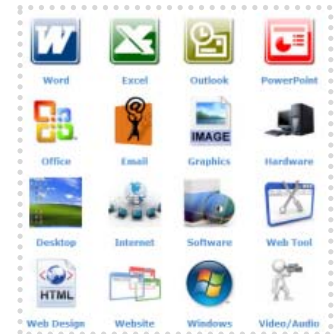 W
Word Excel Outlook PowerPoint
IMAGE
Office Email Graphics Hardware
Desktop Internet Software Web Tool
HTML
Web Design Website Windows Video/Audio